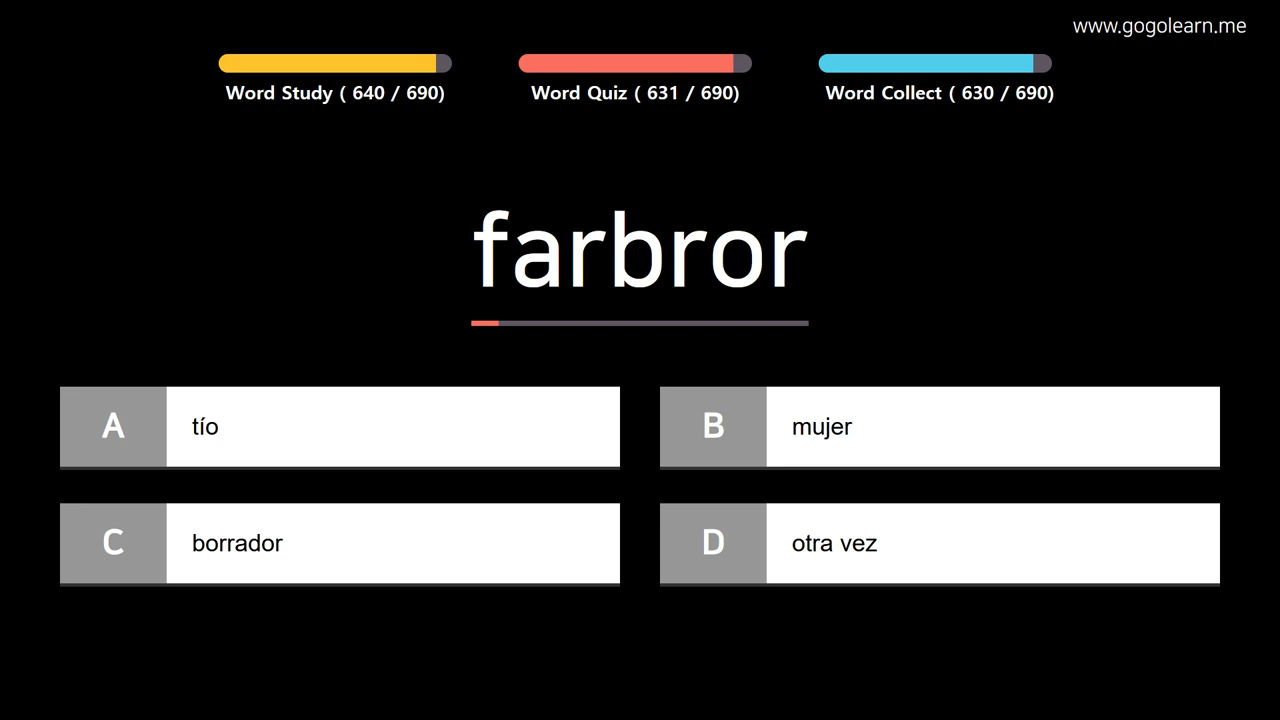 www.gogolearn.me
Word Study ( 640 / 690)
Word Quiz ( 631 / 690)
Word Collect ( 630 / 690)
farbror
A tío
B mujer
C borrador
D otra vez